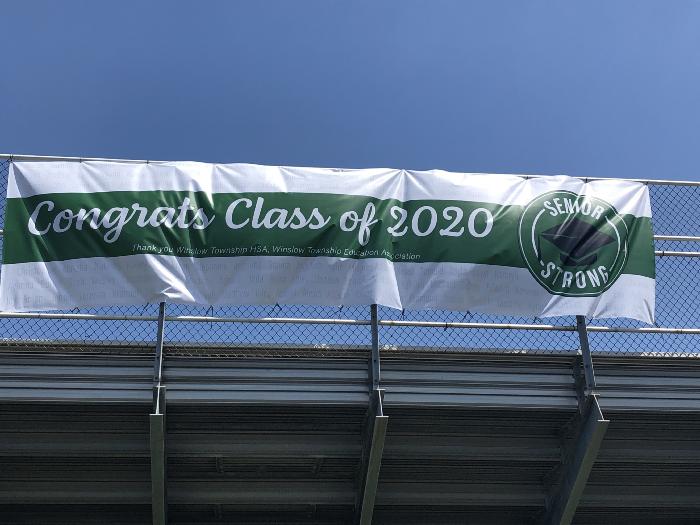 Congrats Class of 2020
Thank you Winslow Township HSA, Winslow Township Education Association
SENIOR
STRONG